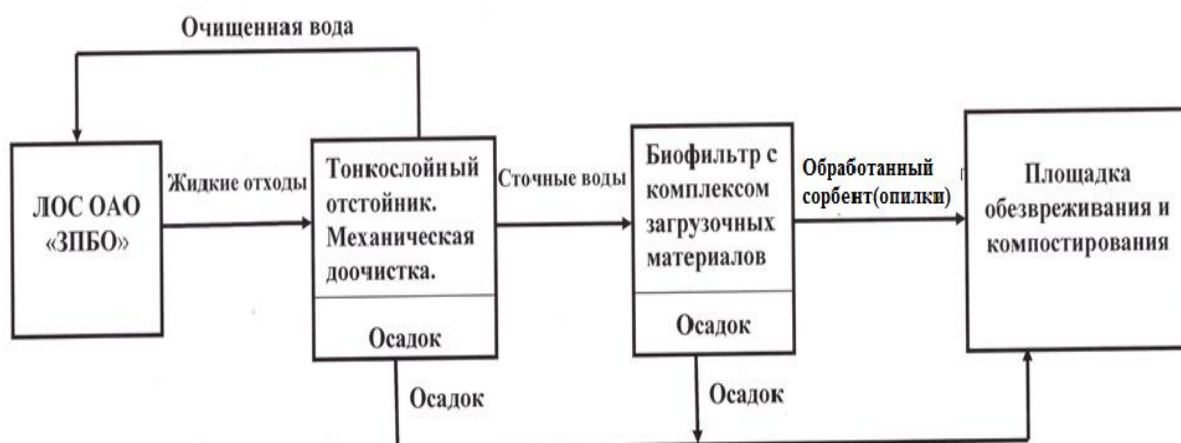 Очищенная вода
ЛОС ОАО
«ЗПБО»
Жидкие отходы
Тонкослойный
отстойник.
Механическая
доочистка.
Осадок
Осадок
Сточные воды
Биофильтр с
комплексом
загрузочных
материалов
Осадок
Осадок
Обработанный
сорбент(опилки)
Площадка
обезвреживания и
компостирования